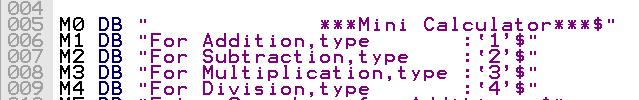 004
005 M0 DB "                ***Mini Calculator***$"
006 M1 DB "For Addition,type       :'1'$"
007 M2 DB "For Subtraction,type    :'2'$"
008 M3 DB "For Multiplication,type :'3'$"
009 M4 DB "For Division,type       :'4'$"